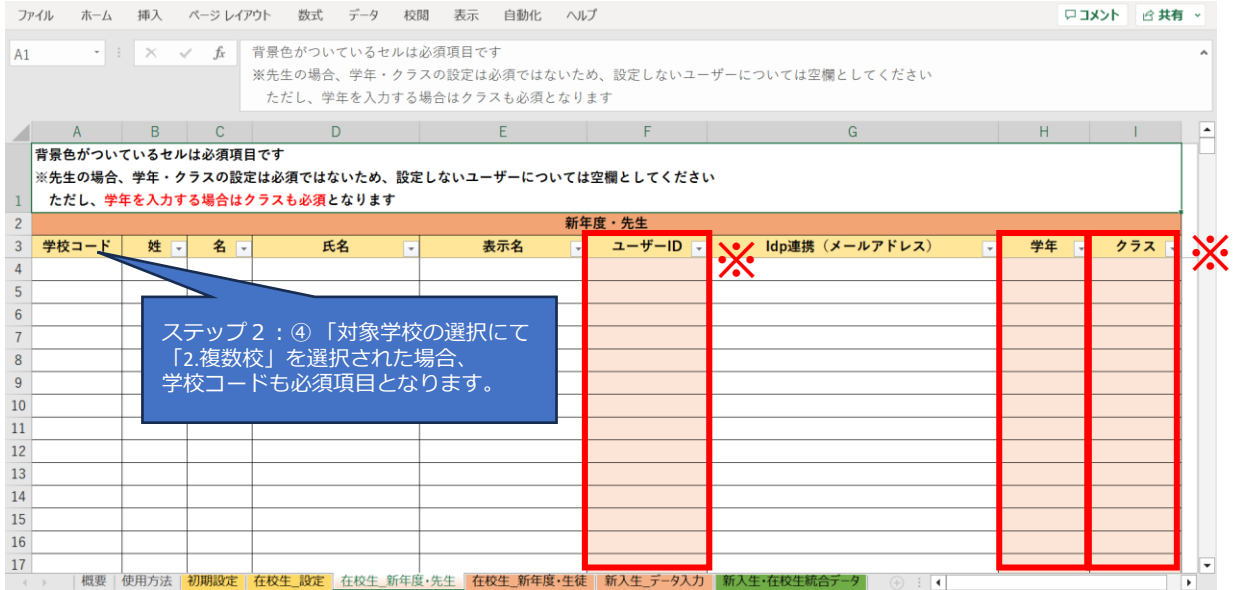 ファイル ホーム 挿入 ページ レイアウト 数式 データ 校閲 表示 自動化 ヘルプ コメント 共有
A1 fx 背景色がついているセルは必須項目です
※先生の場合、学年・クラスの設定は必須ではないため、設定しないユーザーについては空欄としてください
ただし、学年を入力する場合はクラスも必須となります
A B C D E F G H I
背景色がついているセルは必須項目です
※先生の場合、学年・クラスの設定は必須ではないため、設定しないユーザーについては空欄としてください
1 ただし、学年を入力する場合はクラスも必須となります
2 新年度・先生
3 学校コード 姓 名 氏名 表示名 ユーザーID ※ Idp連携（メールアドレス） 学年 クラス ※
4
5
6
7
8
9
10
11
12
13
14
15
16
17
ステップ２：④ 「対象学校の選択にて
「2.複数校」を選択された場合、
学校コードも必須項目となります。
概要 使用方法 初期設定 在校生_設定 在校生_新年度・先生 在校生_新年度・生徒 新入生_データ入力 新入生・在校生統合データ